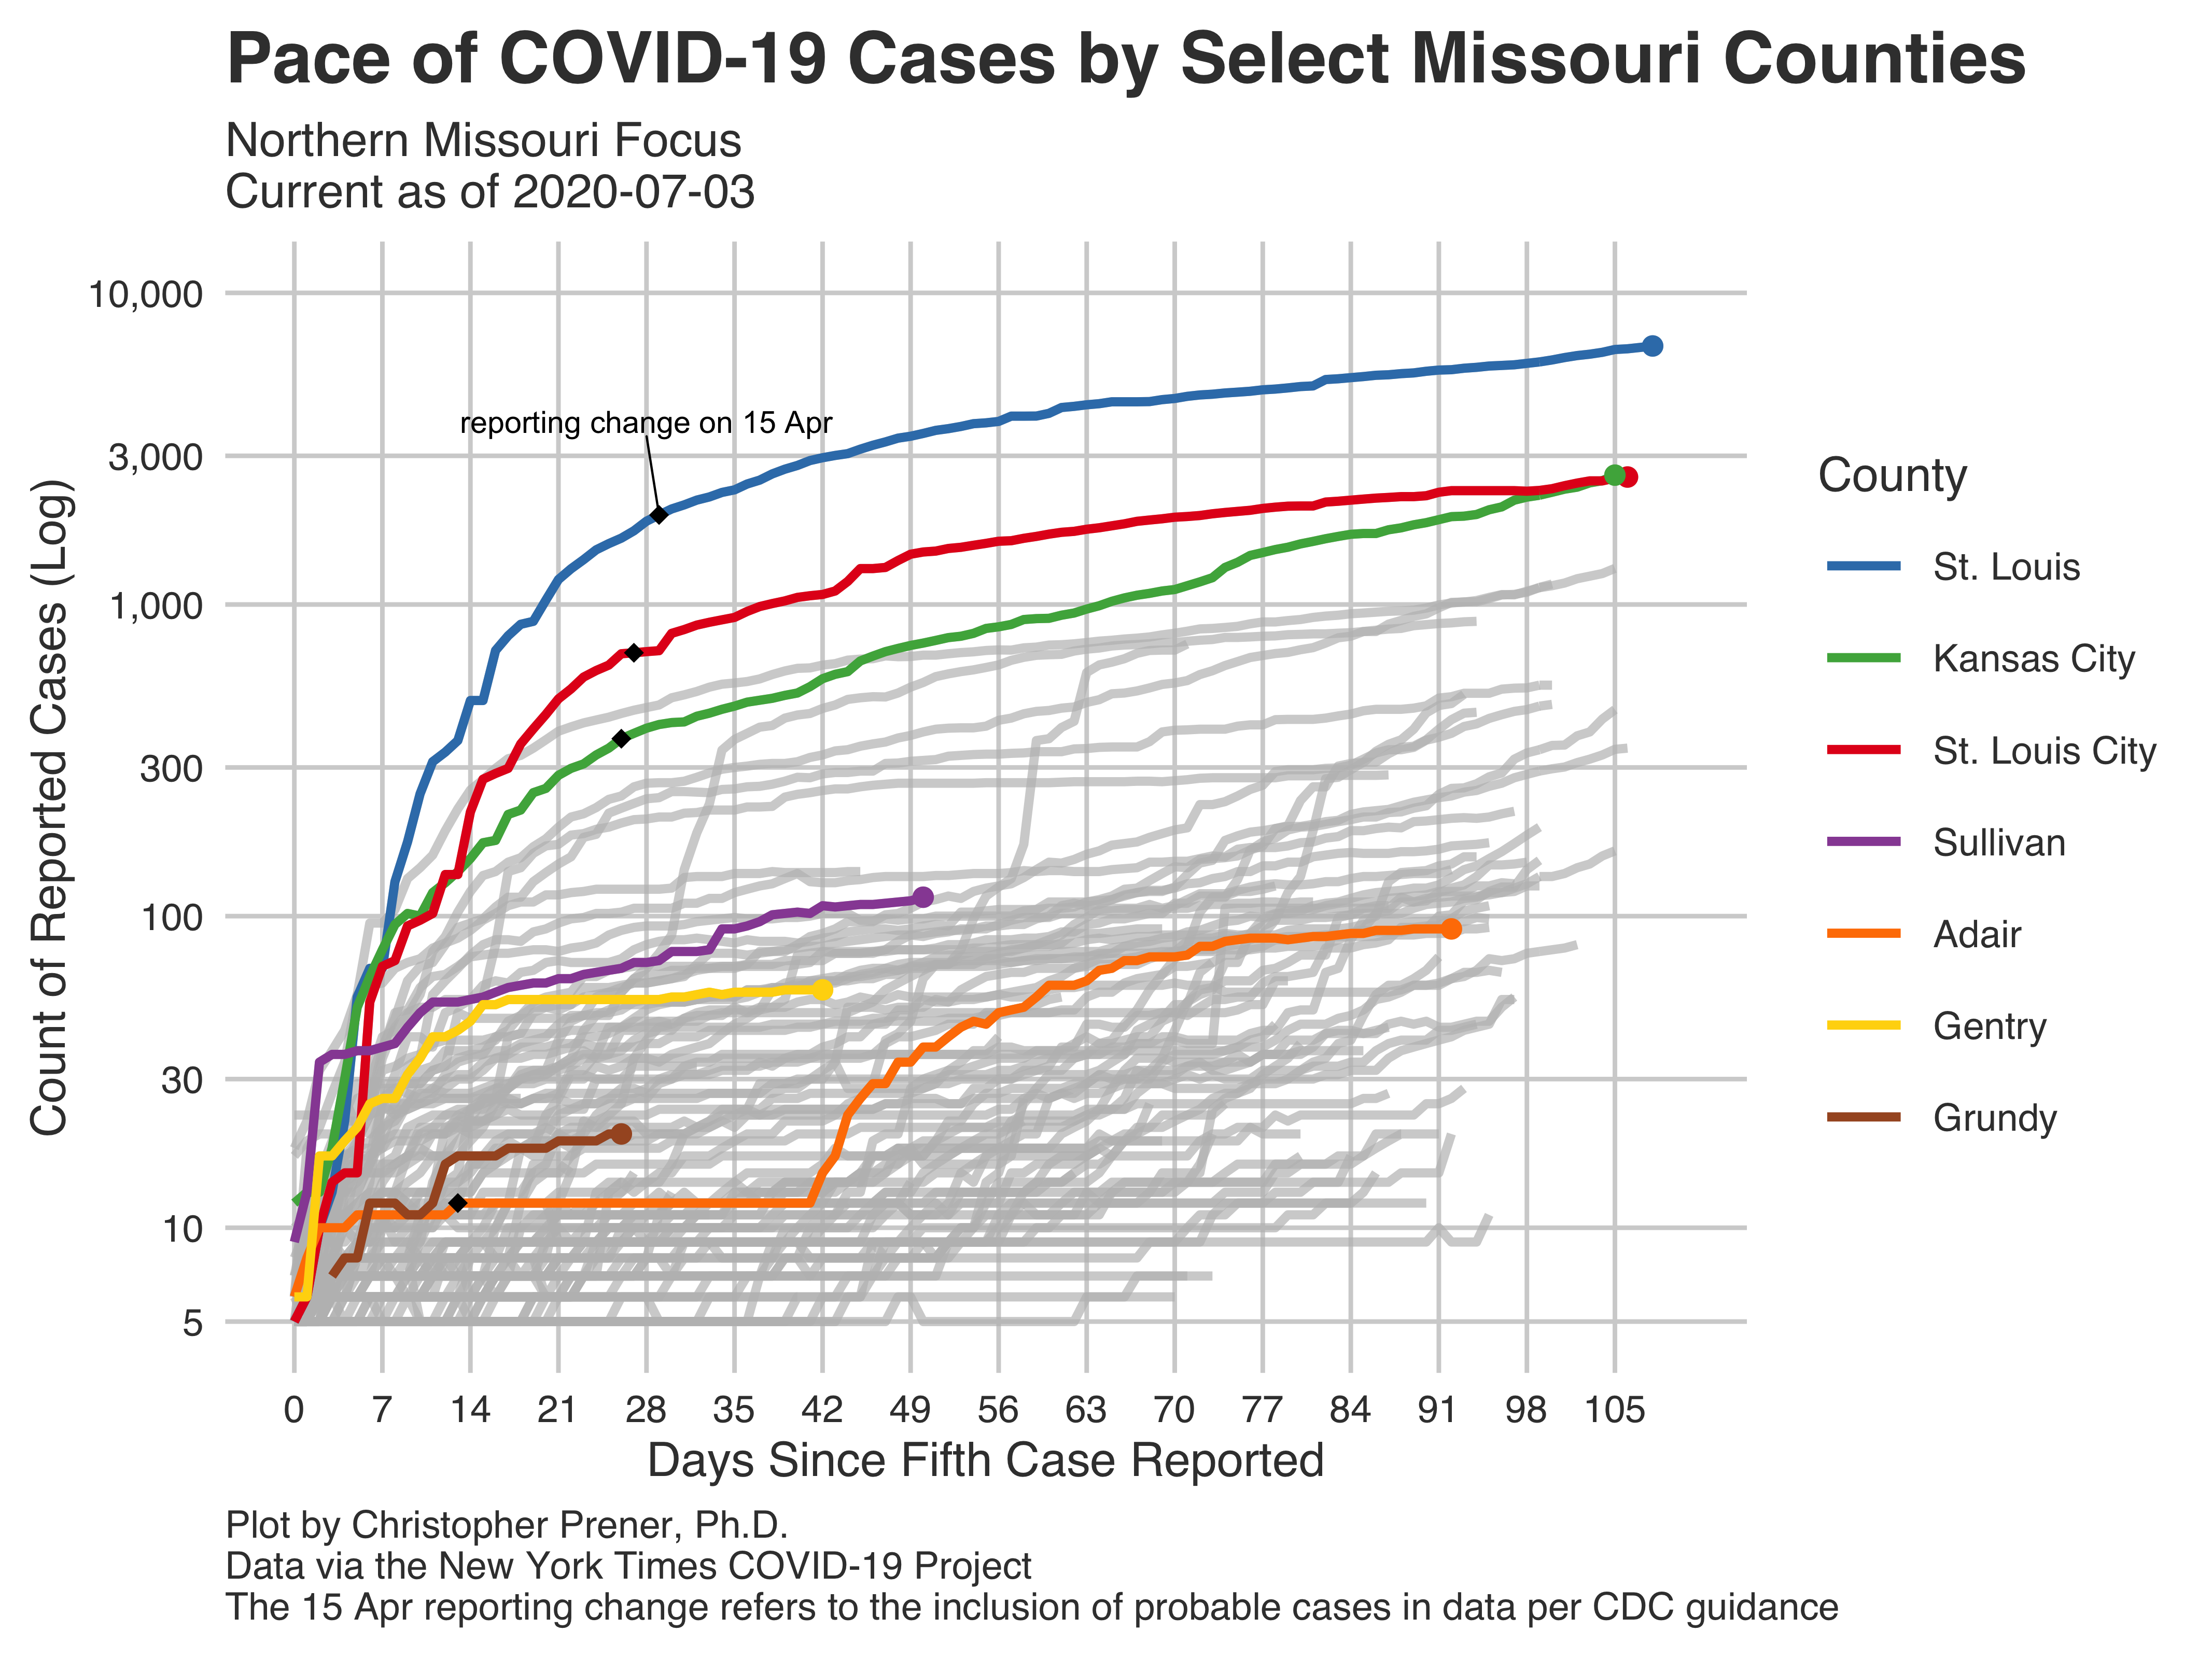 Pace of COVID-19 Cases by Select Missouri Counties
Northern Missouri Focus
Current as of 2020-07-03
10,000
3,000
1,000
300
100
30
10
5
Count of Reported Cases (Log)
reporting change on 15 Apr
0 7 14 21 28 35 42 49 56 63 70 77 84 91 98 105
Days Since Fifth Case Reported
County
St. Louis
Kansas City
St. Louis City
Sullivan
Adair
Gentry
Grundy
Plot by Christopher Prener, Ph.D.
Data via the New York Times COVID-19 Project
The 15 Apr reporting change refers to the inclusion of probable cases in data per CDC guidance